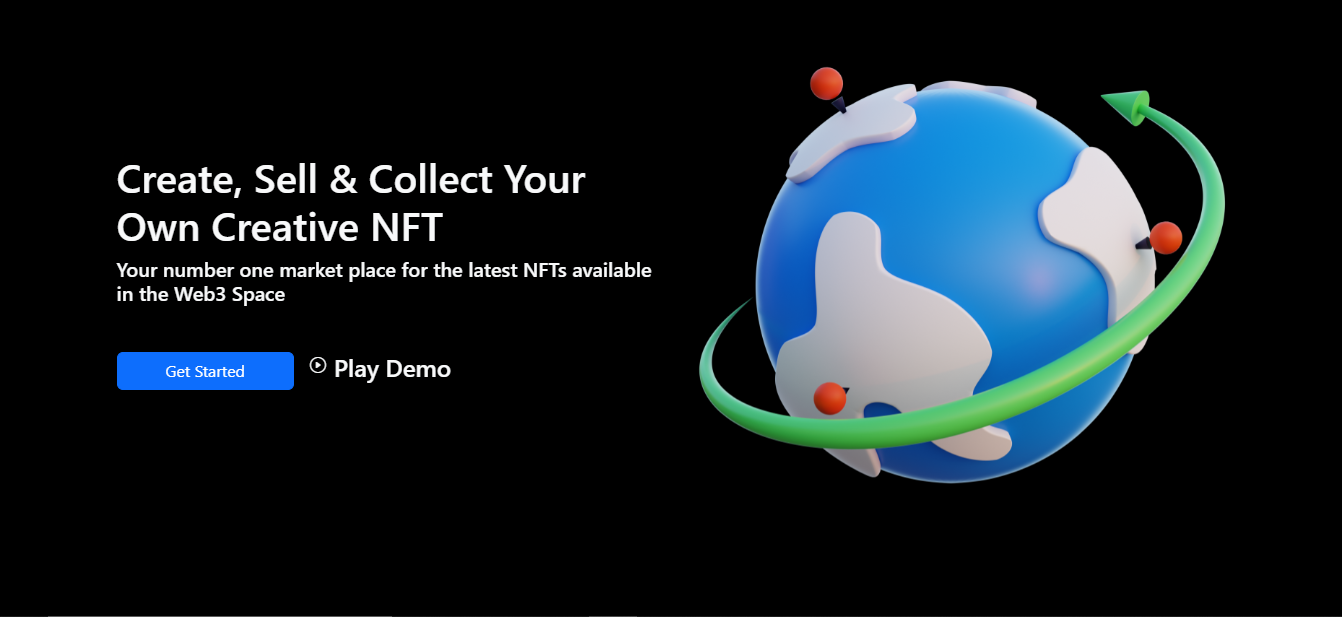 Create, Sell & Collect Your
Own Creative NFT
Your number one market place for the latest NFTs available
in the Web3 Space
Get Started
Play Demo